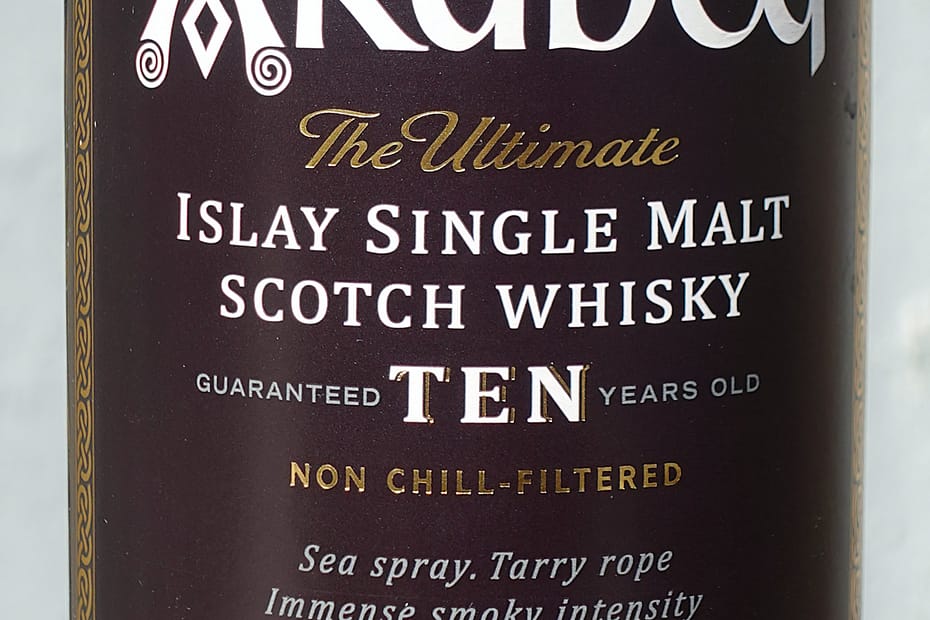 Ardbeg
The Ultimate
ISLAY SINGLE MALT
SCOTCH WHISKY
GUARANTEED TEN YEARS OLD
NON CHILL-FILTERED
Sea spray. Tarry rope
Immense smoky intensity